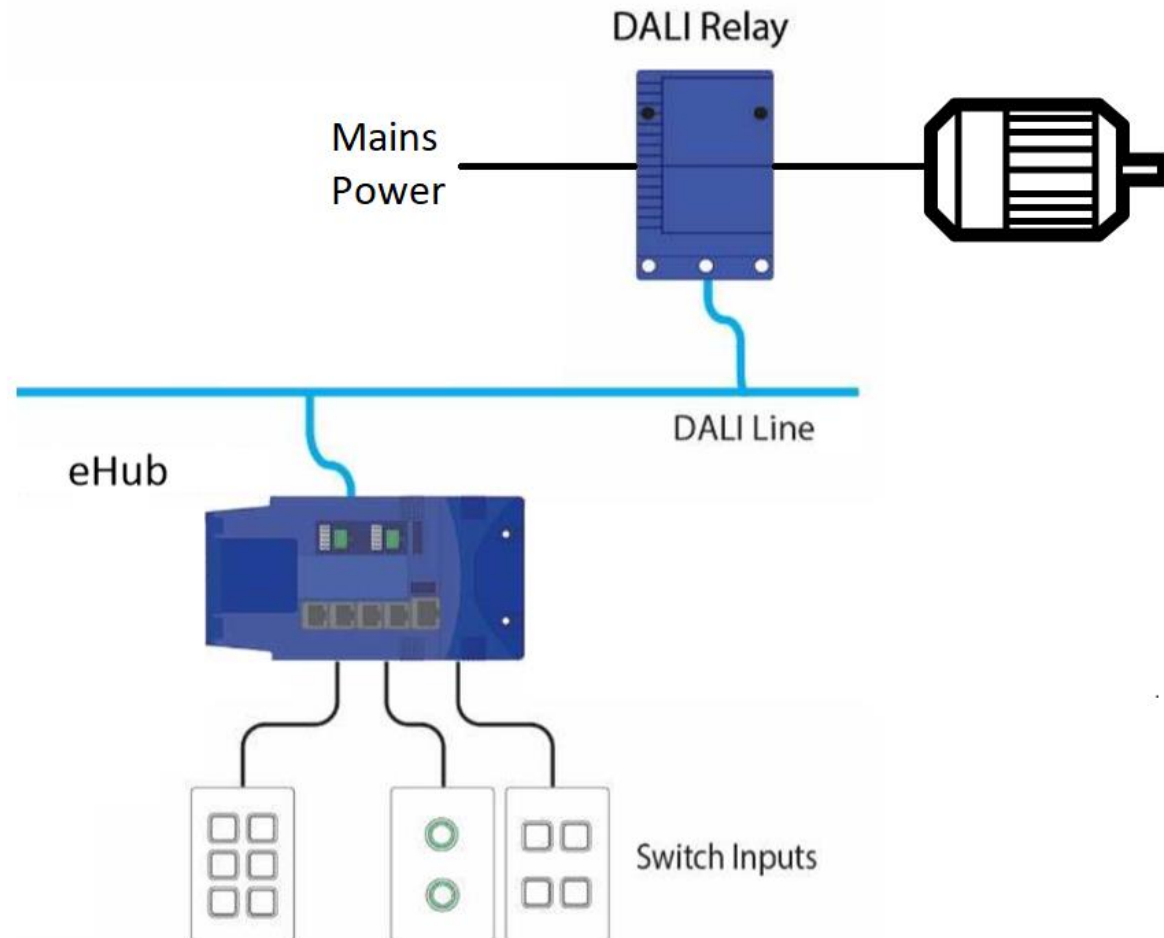 DALI Relay
Mains
Power
DALI Line
eHub
Switch Inputs